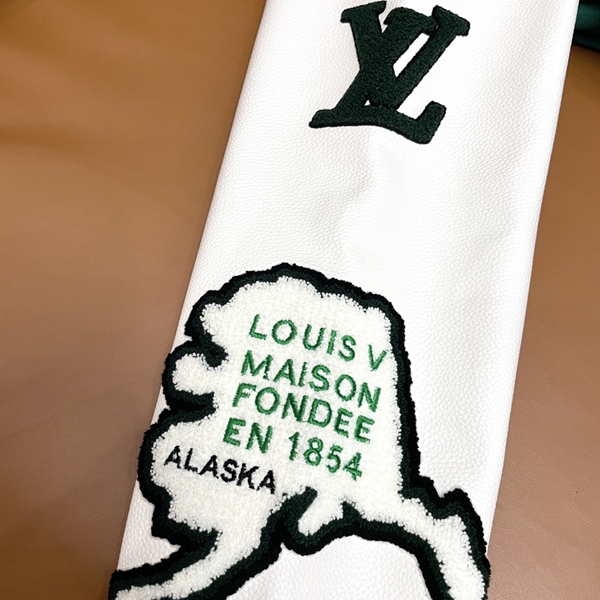 LV
LOUIS V
MAISON
FONDEE
EN 1854
ALASKA